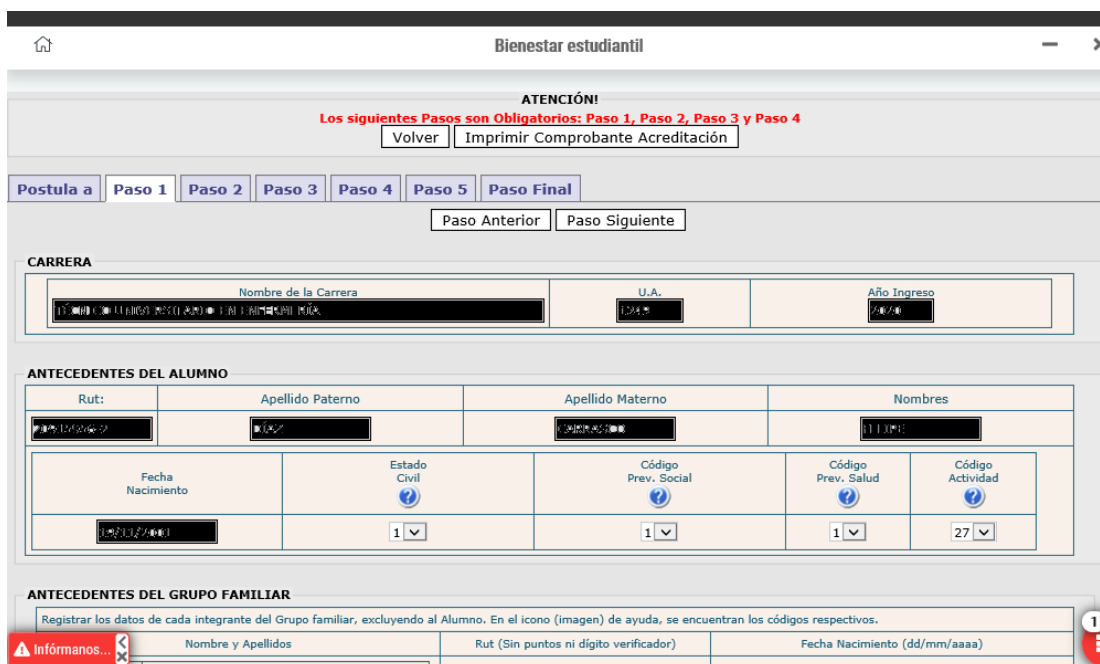 Bienestar estudiantil
ATENCIÓN!
Los siguientes Pasos son Obligatorios: Paso 1, Paso 2, Paso 3 y Paso 4
Volver Imprimir Comprobante Acreditación
Postula a Paso 1 Paso 2 Paso 3 Paso 4 Paso 5 Paso Final
Paso Anterior Paso Siguiente
CARRERA
Nombre de la Carrera U.A. Año Ingreso
ANTECEDENTES DEL ALUMNO
Rut: Apellido Paterno Apellido Materno Nombres
Fecha Nacimiento Estado Civil Código Prev. Social Código Prev. Salud Código Actividad
1 1 1 27
ANTECEDENTES DEL GRUPO FAMILIAR
Registrar los datos de cada integrante del Grupo familiar, excluyendo al Alumno. En el icono (imagen) de ayuda, se encuentran los códigos respectivos.
1
Infórmanos... Nombre y Apellidos Rut (Sin puntos ni dígito verificador) Fecha Nacimiento (dd/mm/aaaa)